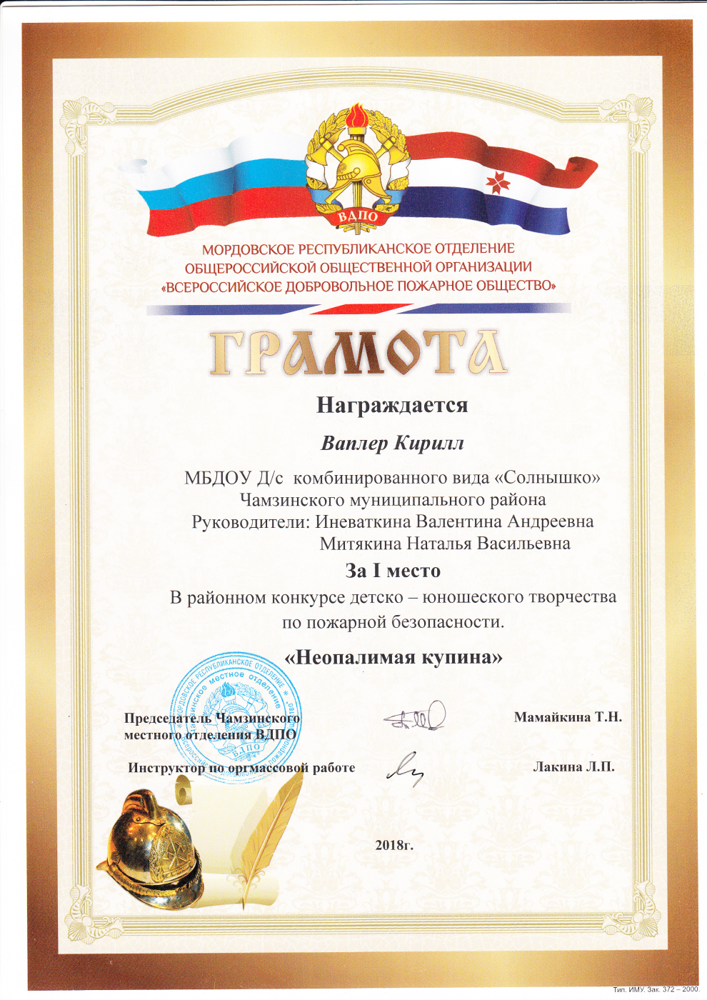 ВДПО
МОРДОВСКОЕ РЕСПУБЛИКАНСКОЕ ОТДЕЛЕНИЕ
ОБЩЕРОССИЙСКОЙ ОБЩЕСТВЕННОЙ ОРГАНИЗАЦИИ
«ВСЕРОССИЙСКОЕ ДОБРОВОЛЬНОЕ ПОЖАРНОЕ ОБЩЕСТВО»
ГРАМОТА
Награждается
Ваплер Кирилл
МБДОУ Д/с комбинированного вида «Солнышко»
Чамзинского муниципального района
Руководители: Иневаткина Валентина Андреевна
Митякина Наталья Васильевна
За I место
В районном конкурсе детско – юношеского творчества
по пожарной безопасности.
«Неопалимая купина»
МОРДОВСКОЕ РЕСПУБЛИКАНСКОЕ ОТДЕЛЕНИЕ
Чамзинское местное отделение
ВДПО
Председатель Чамзинского
местного отделения ВДПО
Мамайкина Т.Н.
Инструктор по оргмассовой работе
Лакина Л.П.
2018г.
Тип. ИМУ. Зак. 372 – 2000.